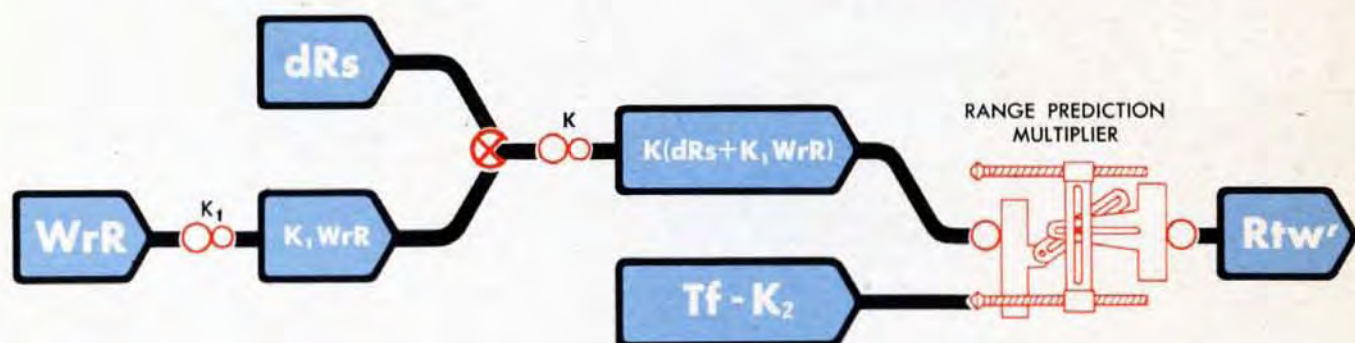 dRs
WrR
K₁
K₁WrR
K
K(dRs+K₁WrR)
Tf - K₂
RANGE PREDICTION
MULTIPLIER
Rtw'